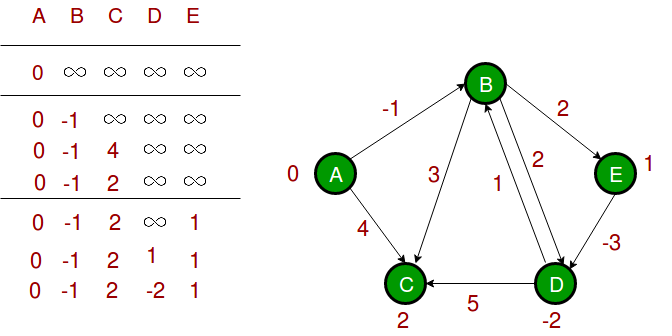 A B C D E
0 ∞ ∞ ∞ ∞
0 -1 ∞ ∞ ∞
0 -1 4 ∞ ∞
0 -1 2 ∞ ∞
0 -1 2 ∞ 1
0 -1 2 1 1
0 -1 2 -2 1
B
-1
2
0
A
3
1
2
E
1
4
-3
C
5
D
2
-2